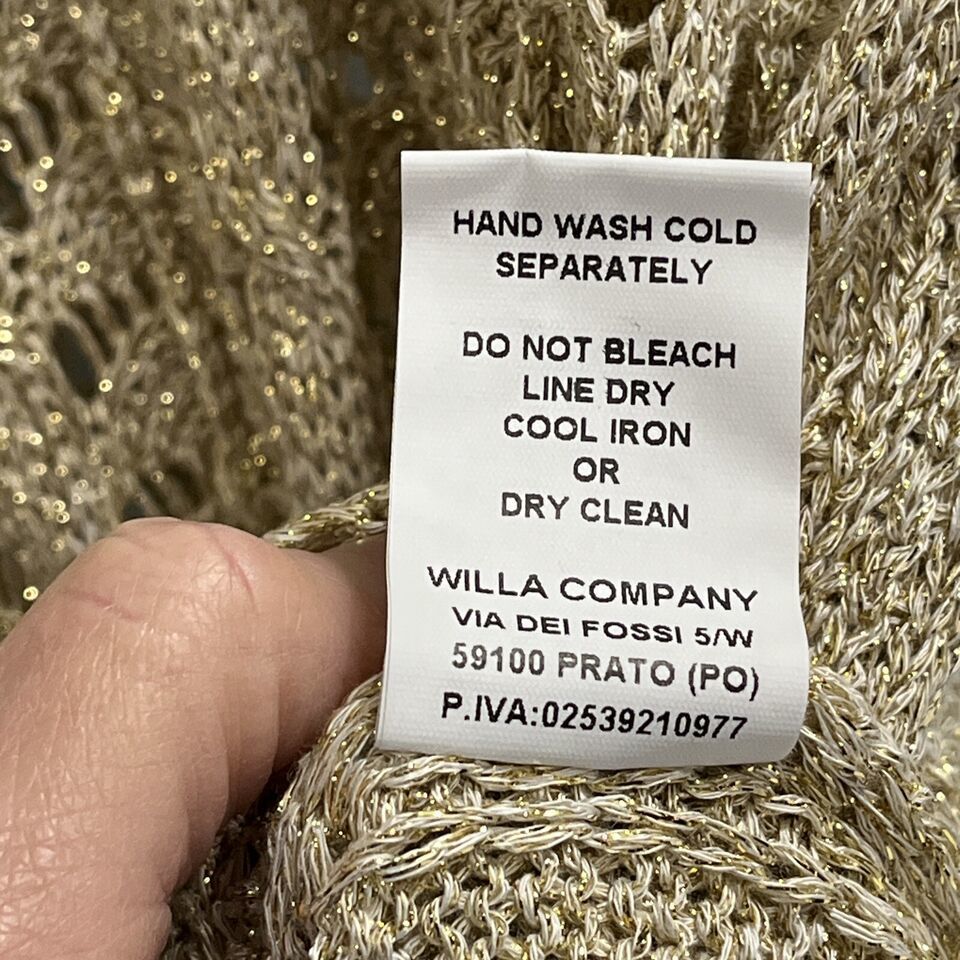 HAND WASH COLD
SEPARATELY
DO NOT BLEACH
LINE DRY
COOL IRON
OR
DRY CLEAN
WILLA COMPANY
VIA DEI FOSSI 5/W
59100 PRATO (PO)
P.IVA:02539210977